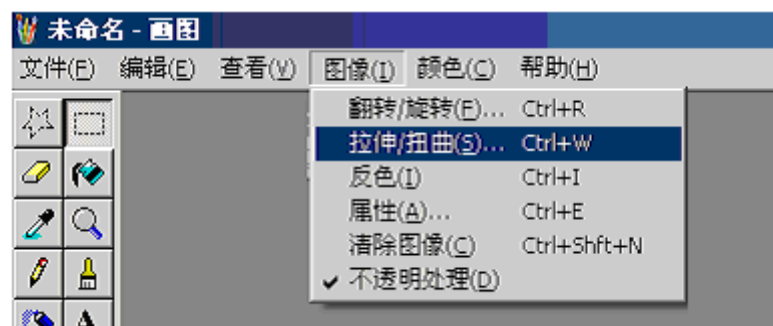 未命名 - 画图
文件(F) 编辑(E) 查看(V) 图像(I) 颜色(C) 帮助(H)
翻转/旋转(F)... Ctrl+R
拉伸/扭曲(S)... Ctrl+W
反色(I) Ctrl+I
属性(A)... Ctrl+E
清除图像(C) Ctrl+Shft+N
✓ 不透明处理(D)
A